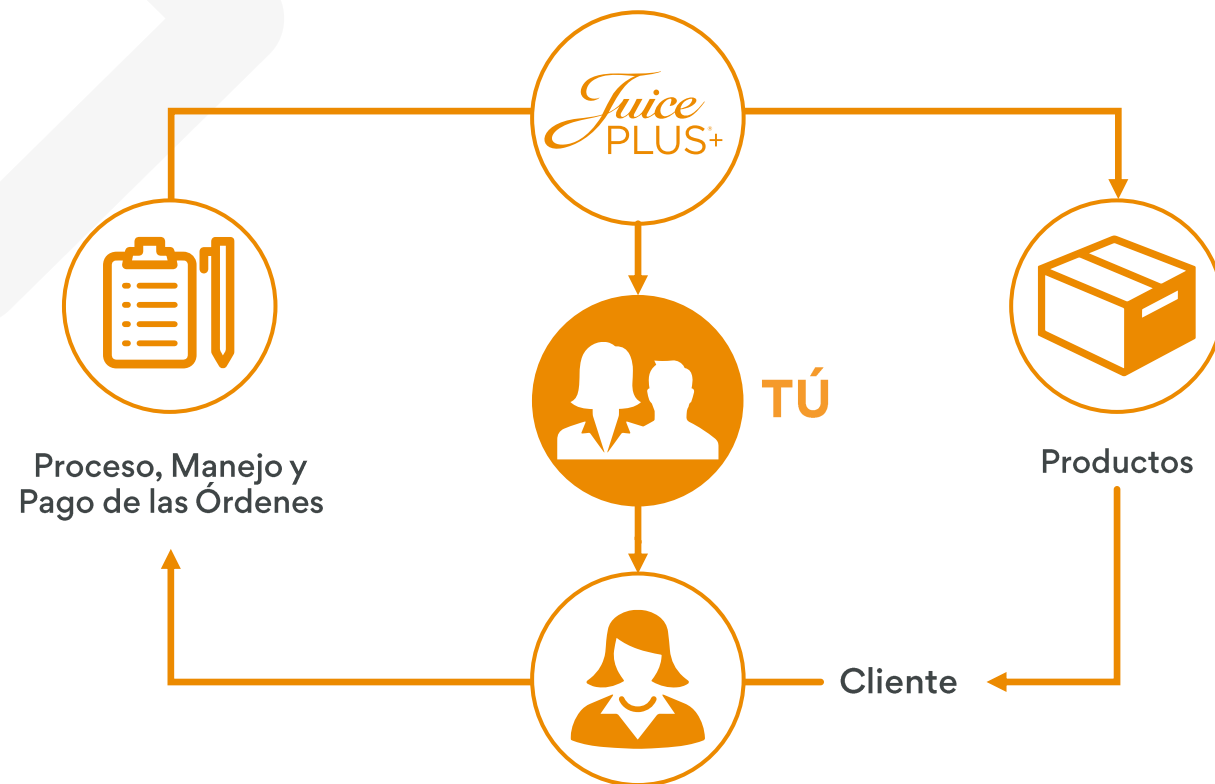 Juice
PLUS®+
TÚ
Proceso, Manejo y
Pago de las Órdenes
Productos
Cliente